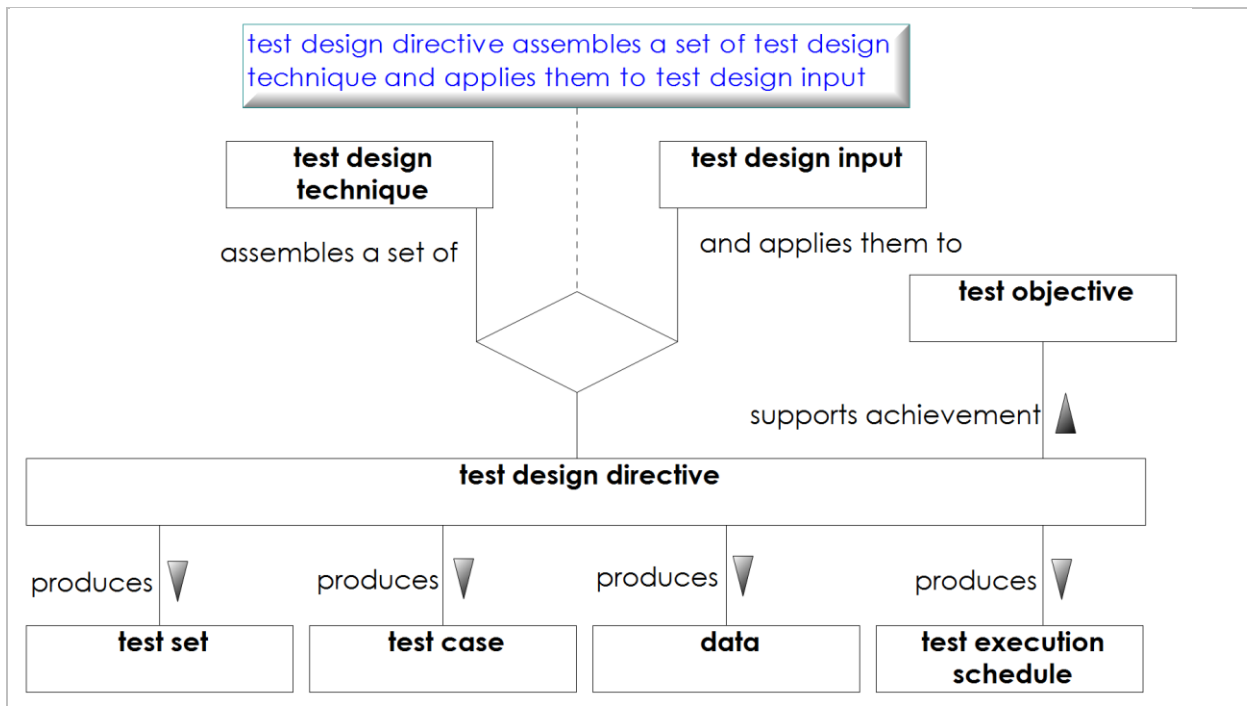 test design directive assembles a set of test design
technique and applies them to test design input
test design
technique
test design input
assembles a set of
and applies them to
test objective
supports achievement
test design directive
produces
produces
produces
produces
test set
test case
data
test execution
schedule